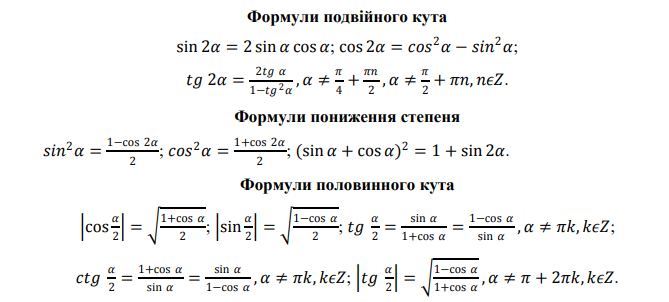 Формули подвійного кута
sin 2𝛼 = 2 sin 𝛼 cos 𝛼; cos 2𝛼 = 𝑐𝑜𝑠²𝛼 − 𝑠𝑖𝑛²𝛼;
𝑡𝑔 2𝛼 = 2𝑡𝑔 𝛼/(1−𝑡𝑔²𝛼), 𝛼 ≠ 𝜋/4 + 𝜋𝑛/2, 𝛼 ≠ 𝜋/2 + 𝜋𝑛, 𝑛𝜖𝑍.
Формули пониження степеня
𝑠𝑖𝑛²𝛼 = (1−cos 2𝛼)/2; 𝑐𝑜𝑠²𝛼 = (1+cos 2𝛼)/2; (sin 𝛼 + cos 𝛼)² = 1 + sin 2𝛼.
Формули половинного кута
|cos 𝛼/2| = √((1+cos 𝛼)/2); |sin 𝛼/2| = √((1−cos 𝛼)/2); 𝑡𝑔 𝛼/2 = sin 𝛼/(1+cos 𝛼) = (1−cos 𝛼)/sin 𝛼, 𝛼 ≠ 𝜋𝑘, 𝑘𝜖𝑍;
𝑐𝑡𝑔 𝛼/2 = (1+cos 𝛼)/sin 𝛼 = sin 𝛼/(1−cos 𝛼), 𝛼 ≠ 𝜋𝑘, 𝑘𝜖𝑍; |𝑡𝑔 𝛼/2| = √((1−cos 𝛼)/(1+cos 𝛼)), 𝛼 ≠ 𝜋 + 2𝜋𝑘, 𝑘𝜖𝑍.